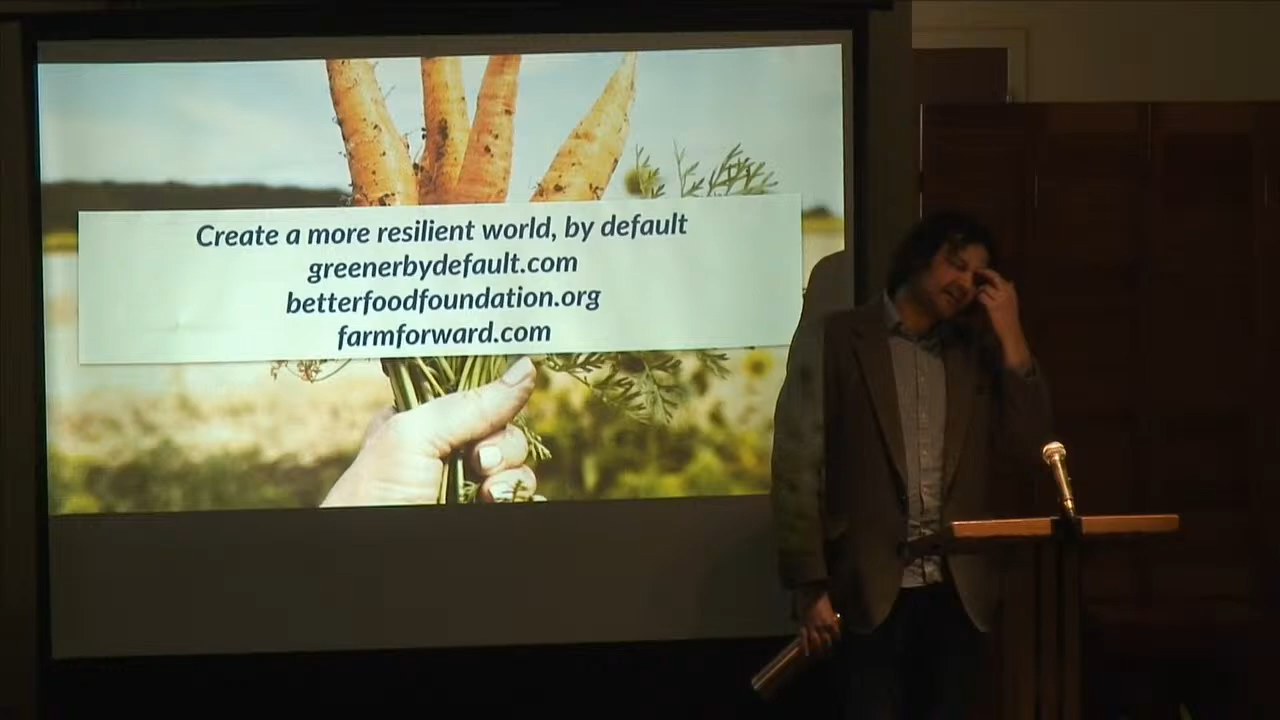 Create a more resilient world, by default
greenerbydefault.com
betterfoodfoundation.org
farmforward.com